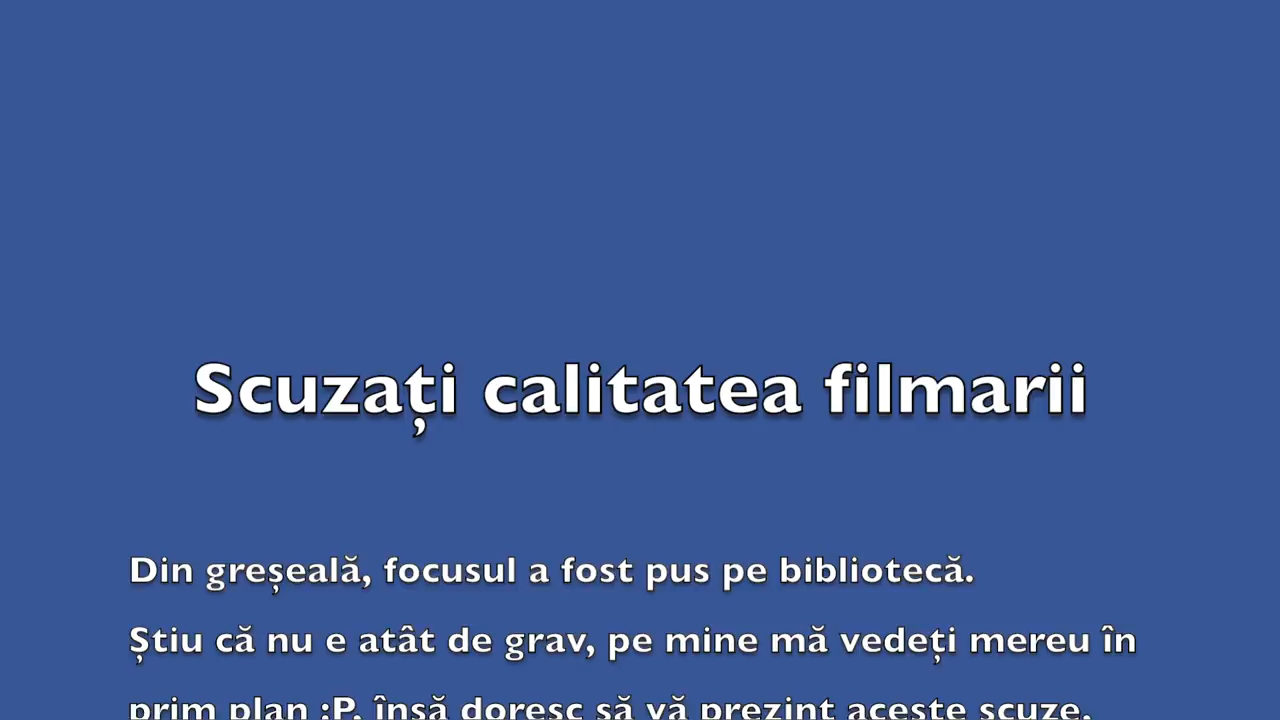 Scuzați calitatea filmarii
Din greșeală, focusul a fost pus pe bibliotecă.
Știu că nu e atât de grav, pe mine mă vedeți mereu în
prim plan :P, însă doresc să vă prezint aceste scuze.